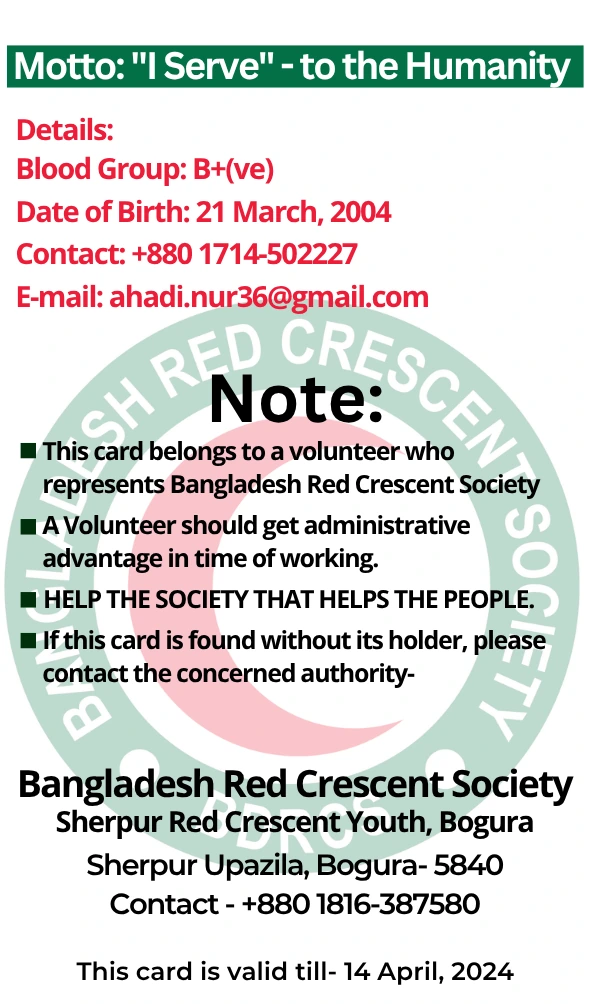 Motto: "I Serve" - to the Humanity
Details:
Blood Group: B+(ve)
Date of Birth: 21 March, 2004
Contact: +880 1714-502227
E-mail: ahadi.nur36@gmail.com
BANGLADESH RED CRESCENT SOCIETY
Note:
This card belongs to a volunteer who
represents Bangladesh Red Crescent Society
A Volunteer should get administrative
advantage in time of working.
HELP THE SOCIETY THAT HELPS THE PEOPLE.
If this card is found without its holder, please
contact the concerned authority-
BDRCS
Bangladesh Red Crescent Society
Sherpur Red Crescent Youth, Bogura
Sherpur Upazila, Bogura- 5840
Contact - +880 1816-387580
This card is valid till- 14 April, 2024